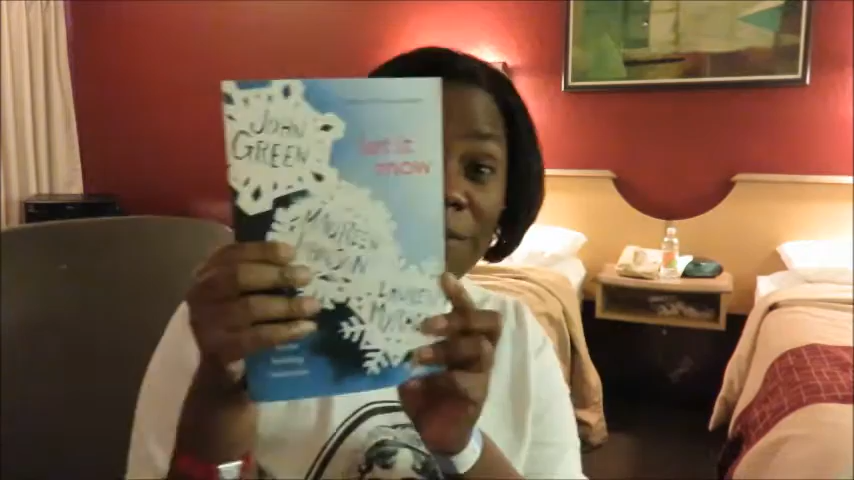 JOHN
GREEN
let it
snow
MAUREEN
JOHNSON
LAUREN
MYRACLE